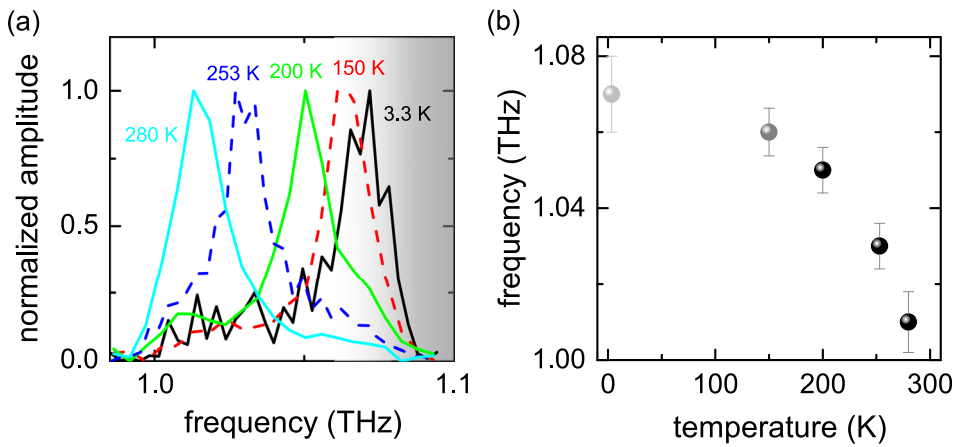 (a)
normalized amplitude
1.0
0.5
0.0
280 K
253 K
200 K
150 K
3.3 K
1.0
1.1
frequency (THz)
(b)
frequency (THz)
1.08
1.04
1.00
0
100
200
300
temperature (K)